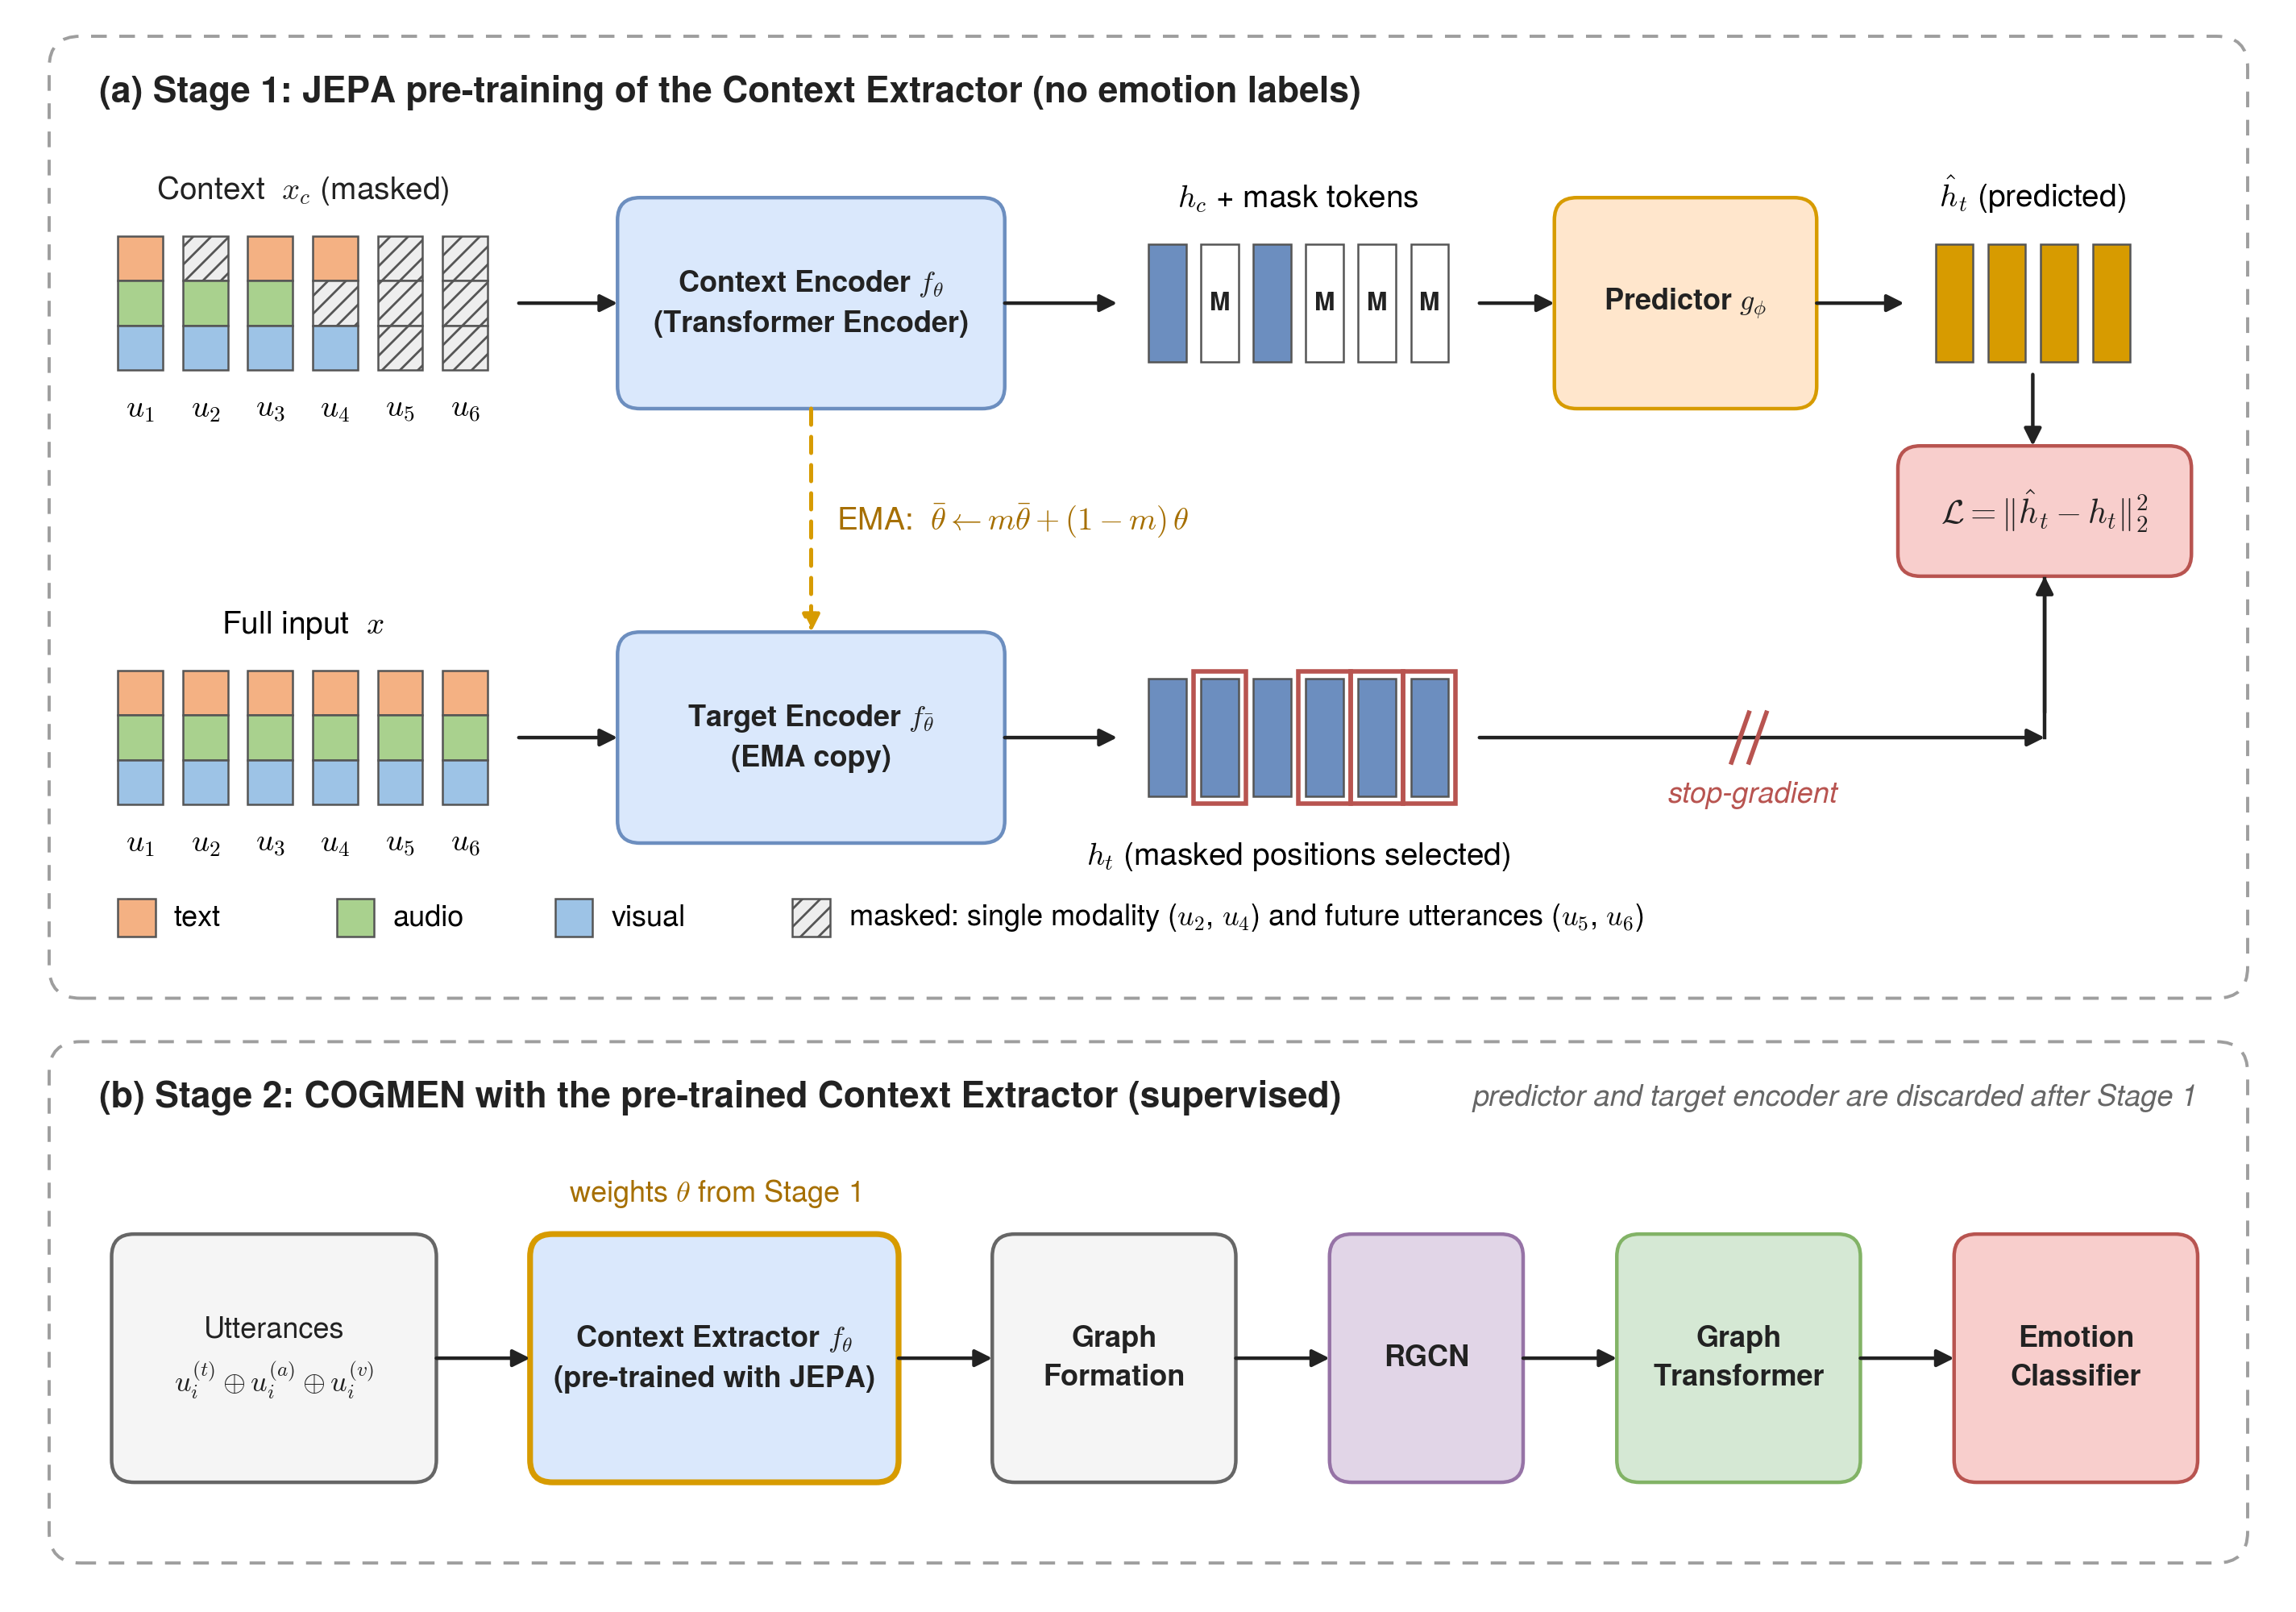 (a) Stage 1: JEPA pre-training of the Context Extractor (no emotion labels)
Context x_c (masked)
h_c + mask tokens
ĥ_t (predicted)
Context Encoder f_θ
(Transformer Encoder)
M M M M
Predictor g_ϕ
u_1 u_2 u_3 u_4 u_5 u_6
EMA: θ̄ ← m θ̄ + (1 − m) θ
ℒ = ‖ĥ_t − h_t‖_2^2
Full input x
Target Encoder f_θ̄
(EMA copy)
stop-gradient
u_1 u_2 u_3 u_4 u_5 u_6
h_t (masked positions selected)
text audio visual masked: single modality (u_2, u_4) and future utterances (u_5, u_6)
(b) Stage 2: COGMEN with the pre-trained Context Extractor (supervised)
predictor and target encoder are discarded after Stage 1
weights θ from Stage 1
Utterances
u_i^(t) ⊕ u_i^(a) ⊕ u_i^(v)
Context Extractor f_θ
(pre-trained with JEPA)
Graph
Formation
RGCN
Graph
Transformer
Emotion
Classifier